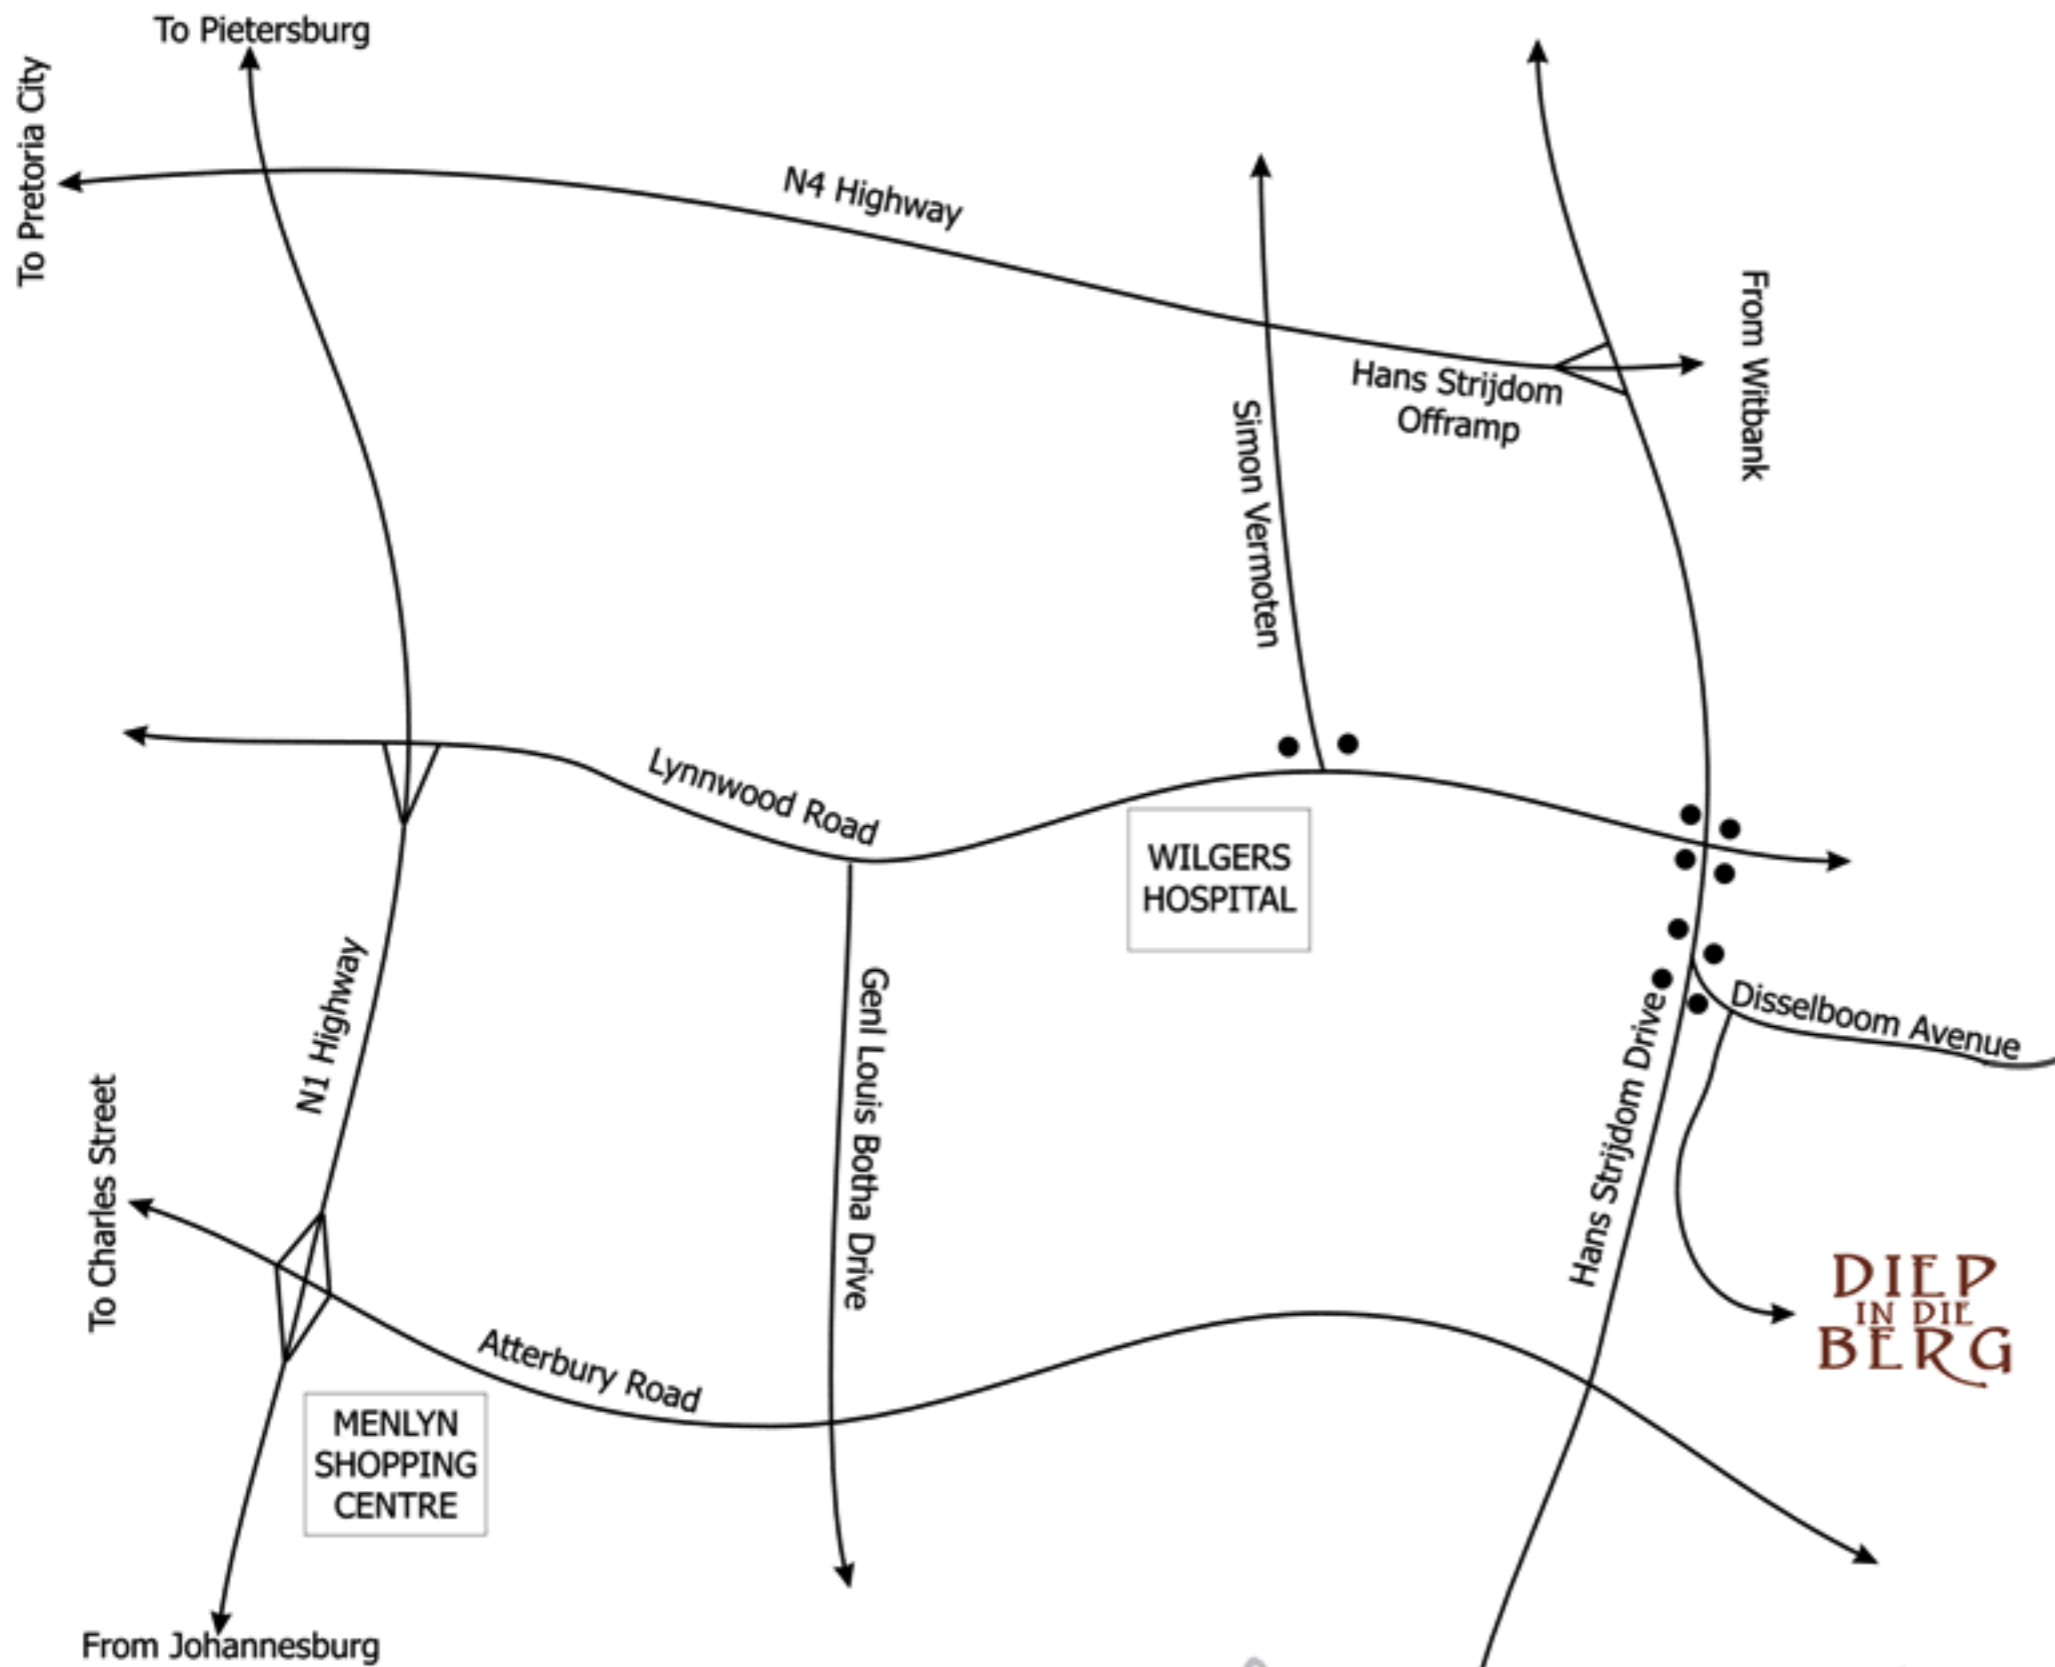 To Pietersburg
To Pretoria City
N4 Highway
From Witbank
Hans Strijdom
Offramp
Simon Vermoten
Lynnwood Road
WILGERS
HOSPITAL
N1 Highway
Genl Louis Botha Drive
Disselboom Avenue
Hans Strijdom Drive
To Charles Street
DIEP
IN DIE
BERG
Atterbury Road
MENLYN
SHOPPING
CENTRE
From Johannesburg